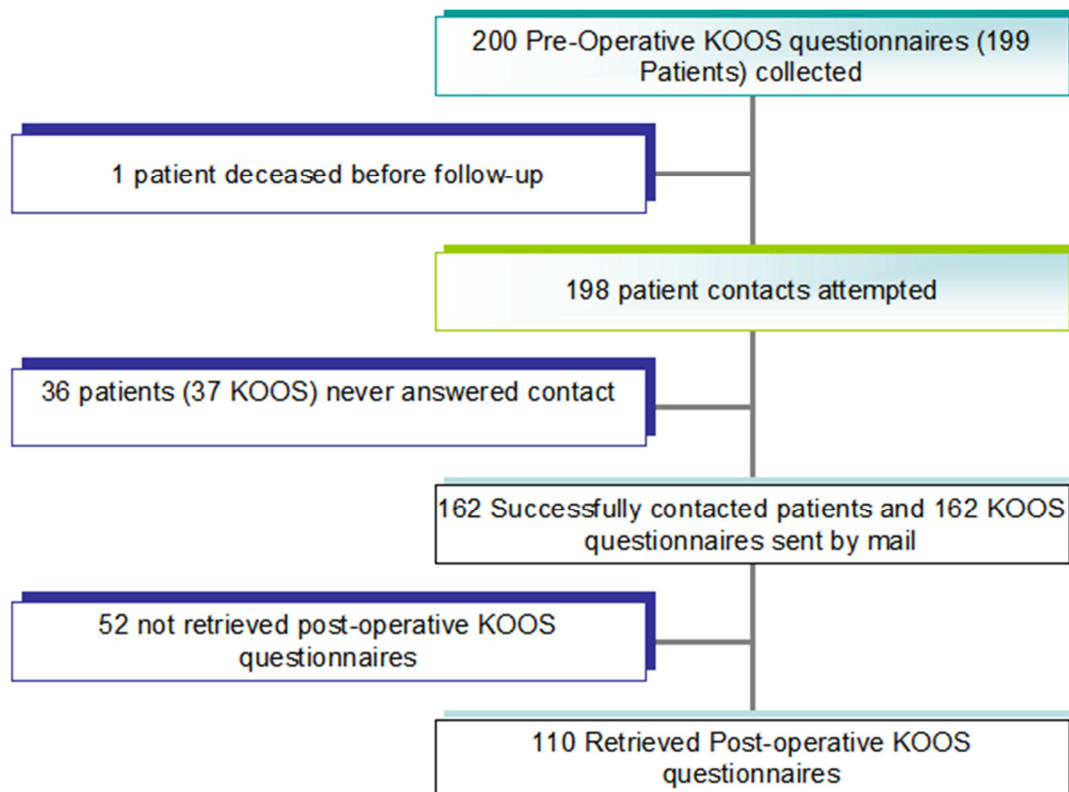 200 Pre-Operative KOOS questionnaires (199
Patients) collected
1 patient deceased before follow-up
198 patient contacts attempted
36 patients (37 KOOS) never answered contact
162 Successfully contacted patients and 162 KOOS
questionnaires sent by mail
52 not retrieved post-operative KOOS
questionnaires
110 Retrieved Post-operative KOOS
questionnaires